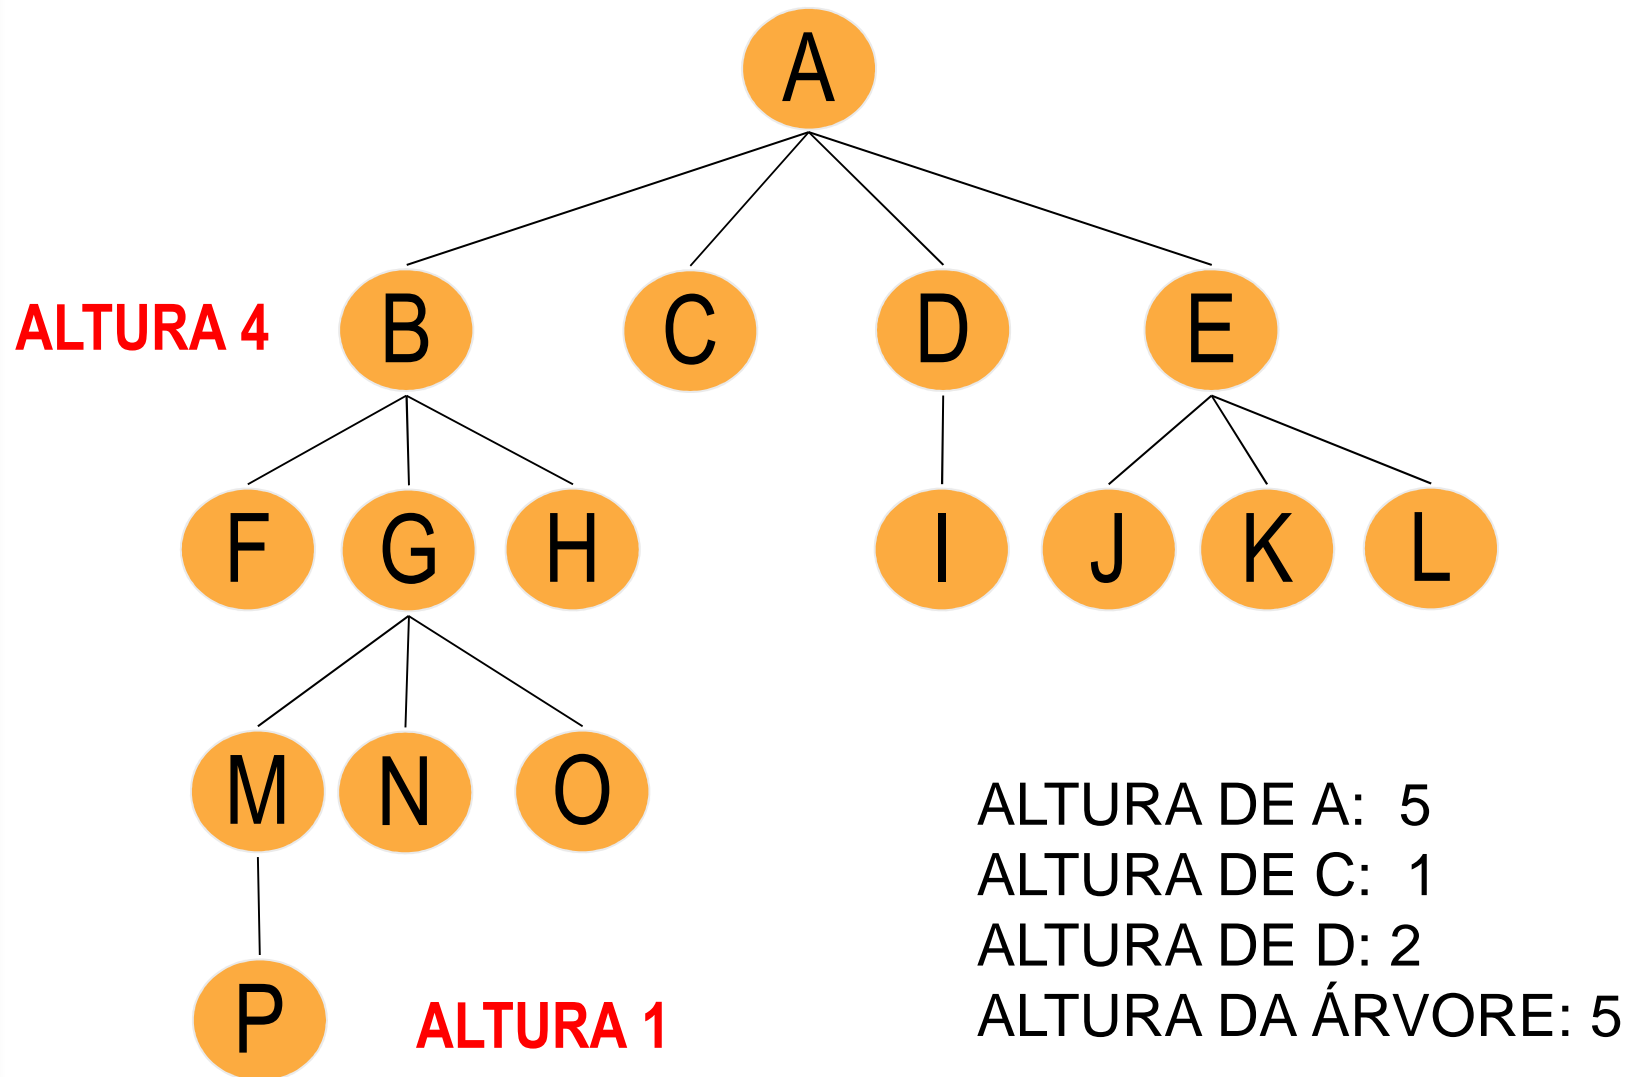 A
ALTURA 4 B C D E
F G H I J K L
M N O
ALTURA DE A: 5
ALTURA DE C: 1
ALTURA DE D: 2
ALTURA DA ÁRVORE: 5
P ALTURA 1